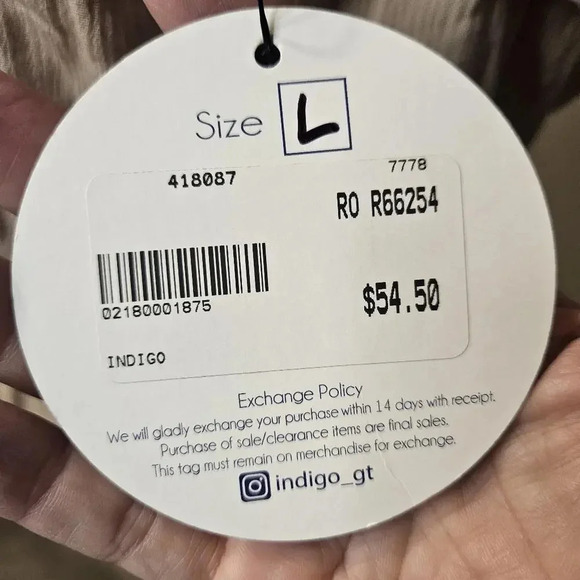 Size L
418087 7778
RO R66254
02180001875
$54.50
INDIGO
Exchange Policy
We will gladly exchange your purchase within 14 days with receipt.
Purchase of sale/clearance items are final sales.
This tag must remain on merchandise for exchange.
indigo_gt